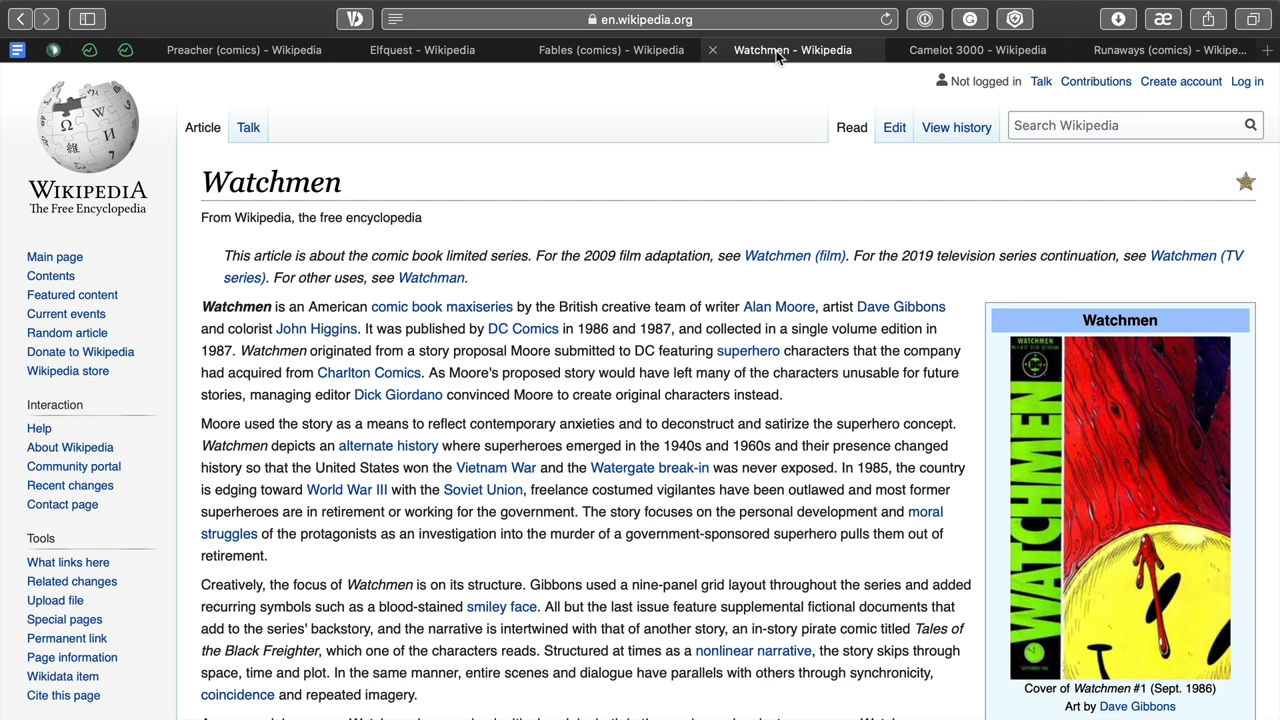 en.wikipedia.org
Preacher (comics) - Wikipedia
Elfquest - Wikipedia
Fables (comics) - Wikipedia
Watchmen - Wikipedia
Camelot 3000 - Wikipedia
Runaways (comics) - Wikipe...
Not logged in Talk Contributions Create account Log in
Article Talk Read Edit View history Search Wikipedia
WIKIPEDIA
The Free Encyclopedia
Main page
Contents
Featured content
Current events
Random article
Donate to Wikipedia
Wikipedia store
Interaction
Help
About Wikipedia
Community portal
Recent changes
Contact page
Tools
What links here
Related changes
Upload file
Special pages
Permanent link
Page information
Wikidata item
Cite this page
Watchmen
From Wikipedia, the free encyclopedia
This article is about the comic book limited series. For the 2009 film adaptation, see Watchmen (film). For the 2019 television series continuation, see Watchmen (TV
series). For other uses, see Watchman.
Watchmen is an American comic book maxiseries by the British creative team of writer Alan Moore, artist Dave Gibbons
and colorist John Higgins. It was published by DC Comics in 1986 and 1987, and collected in a single volume edition in
1987. Watchmen originated from a story proposal Moore submitted to DC featuring superhero characters that the company
had acquired from Charlton Comics. As Moore's proposed story would have left many of the characters unusable for future
stories, managing editor Dick Giordano convinced Moore to create original characters instead.
Moore used the story as a means to reflect contemporary anxieties and to deconstruct and satirize the superhero concept.
Watchmen depicts an alternate history where superheroes emerged in the 1940s and 1960s and their presence changed
history so that the United States won the Vietnam War and the Watergate break-in was never exposed. In 1985, the country
is edging toward World War III with the Soviet Union, freelance costumed vigilantes have been outlawed and most former
superheroes are in retirement or working for the government. The story focuses on the personal development and moral
struggles of the protagonists as an investigation into the murder of a government-sponsored superhero pulls them out of
retirement.
Creatively, the focus of Watchmen is on its structure. Gibbons used a nine-panel grid layout throughout the series and added
recurring symbols such as a blood-stained smiley face. All but the last issue feature supplemental fictional documents that
add to the series' backstory, and the narrative is intertwined with that of another story, an in-story pirate comic titled Tales of
the Black Freighter, which one of the characters reads. Structured at times as a nonlinear narrative, the story skips through
space, time and plot. In the same manner, entire scenes and dialogue have parallels with others through synchronicity,
coincidence and repeated imagery.
Watchmen
WATCHMEN
WATCHMEN
Cover of Watchmen #1 (Sept. 1986)
Art by Dave Gibbons